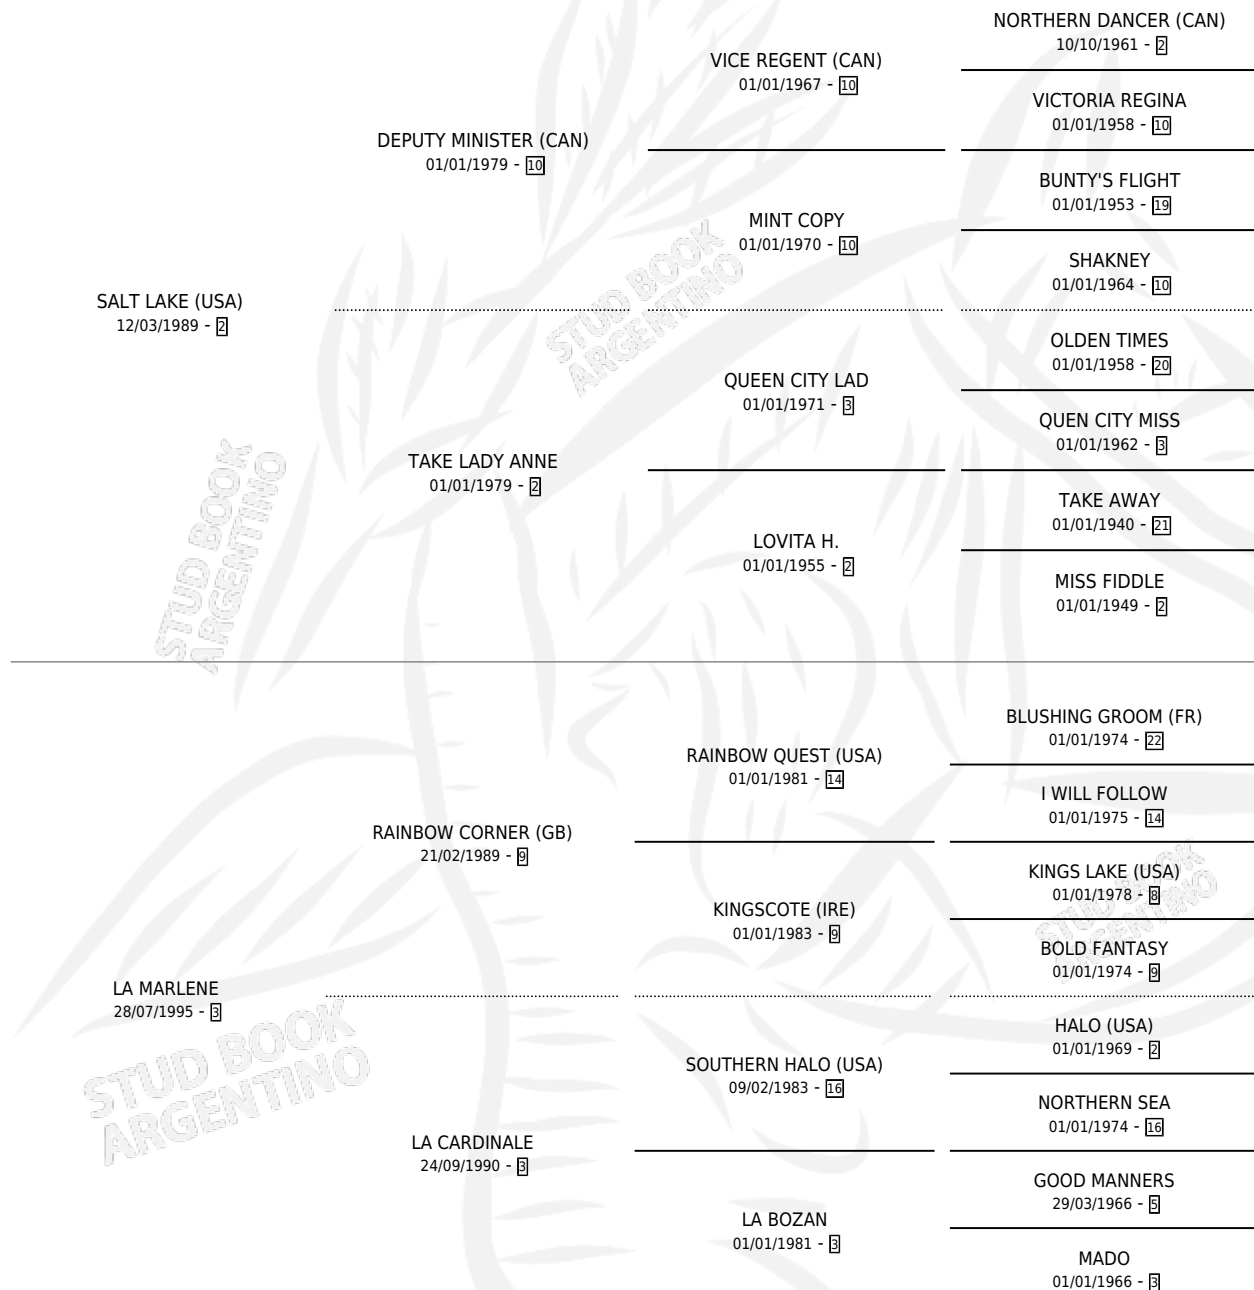 SALT LAKE (USA)
12/03/1989 - 2
DEPUTY MINISTER (CAN)
01/01/1979 - 10
TAKE LADY ANNE
01/01/1979 - 2
VICE REGENT (CAN)
01/01/1967 - 10
MINT COPY
01/01/1970 - 10
QUEEN CITY LAD
01/01/1971 - 3
LOVITA H.
01/01/1955 - 2
NORTHERN DANCER (CAN)
10/10/1961 - 2
VICTORIA REGINA
01/01/1958 - 10
BUNTY'S FLIGHT
01/01/1953 - 19
SHAKNEY
01/01/1964 - 10
OLDEN TIMES
01/01/1958 - 20
QUEN CITY MISS
01/01/1962 - 3
TAKE AWAY
01/01/1940 - 21
MISS FIDDLE
01/01/1949 - 2
STUD BOOK
ARGENTINO
STUD BOOK
ARGENTINO
LA MARLENE
28/07/1995 - 3
RAINBOW CORNER (GB)
21/02/1989 - 9
LA CARDINALE
24/09/1990 - 3
RAINBOW QUEST (USA)
01/01/1981 - 14
KINGSCOTE (IRE)
01/01/1983 - 9
SOUTHERN HALO (USA)
09/02/1983 - 16
LA BOZAN
01/01/1981 - 3
BLUSHING GROOM (FR)
01/01/1974 - 22
I WILL FOLLOW
01/01/1975 - 14
KINGS LAKE (USA)
01/01/1978 - 8
BOLD FANTASY
01/01/1974 - 9
HALO (USA)
01/01/1969 - 2
NORTHERN SEA
01/01/1974 - 16
GOOD MANNERS
29/03/1966 - 5
MADO
01/01/1966 - 3
STUD BOOK
ARGENTINO
STUD BOOK
ARGENTINO